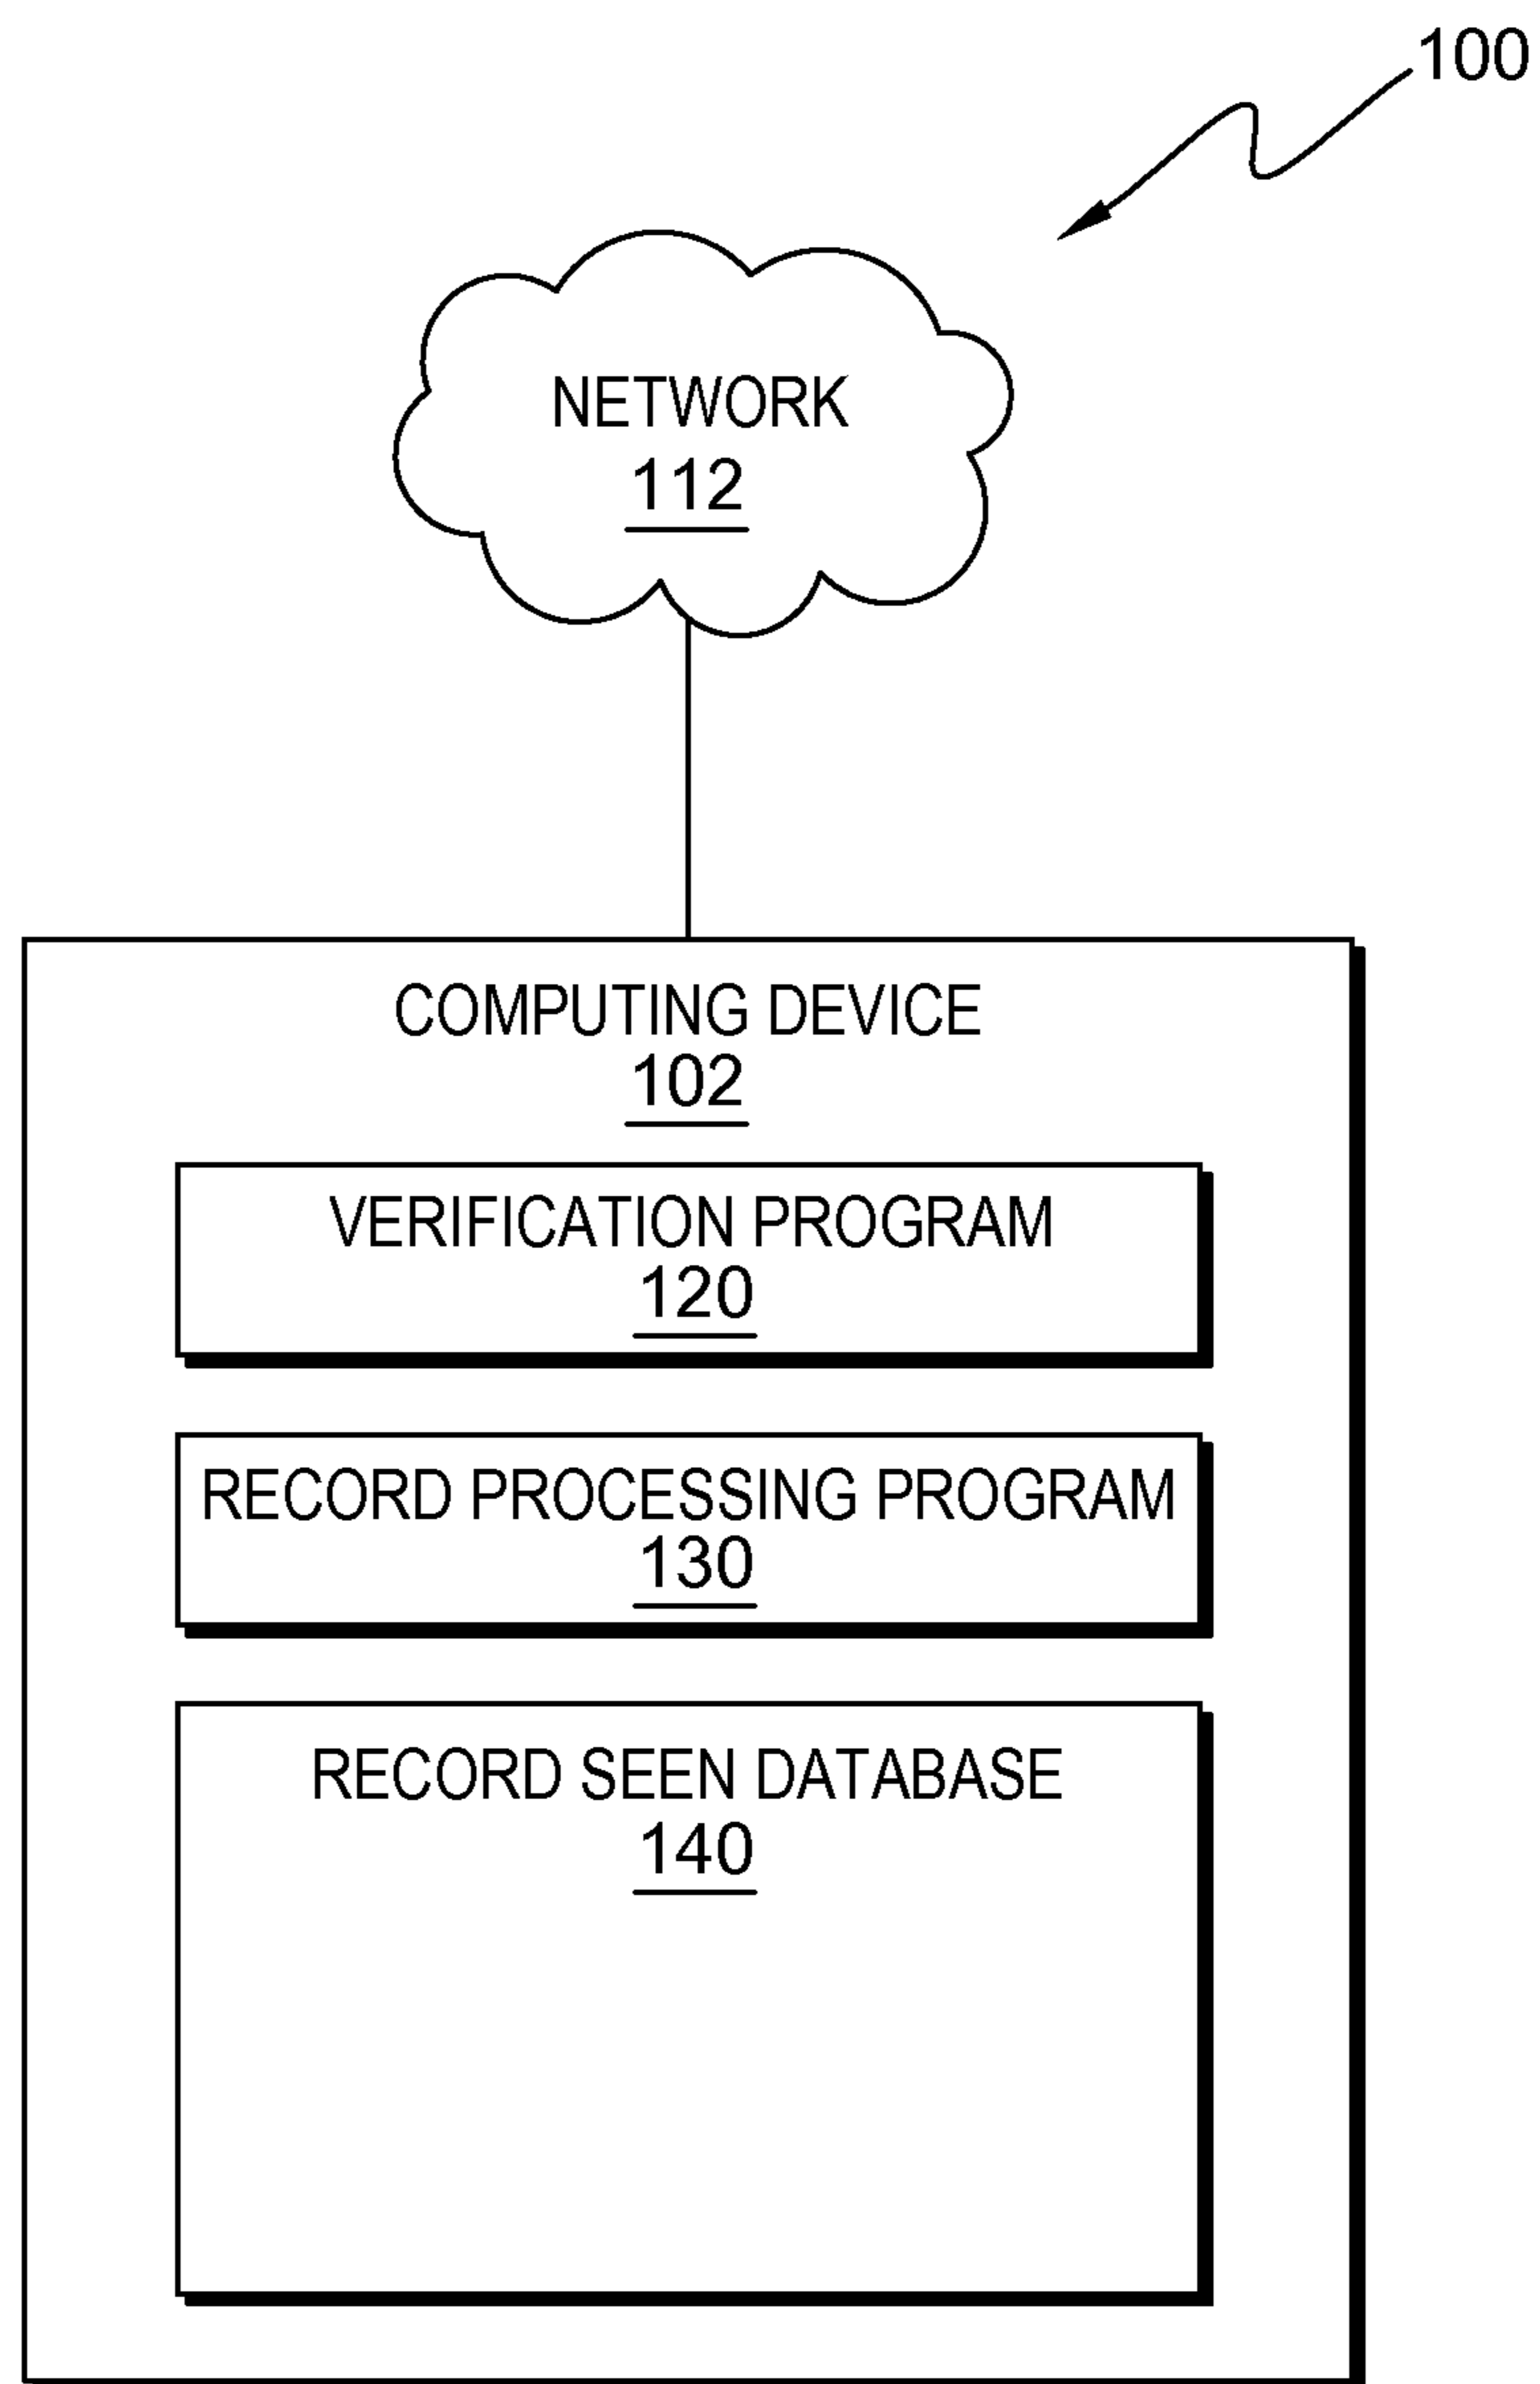 100
NETWORK
112
COMPUTING DEVICE
102
VERIFICATION PROGRAM
120
RECORD PROCESSING PROGRAM
130
RECORD SEEN DATABASE
140